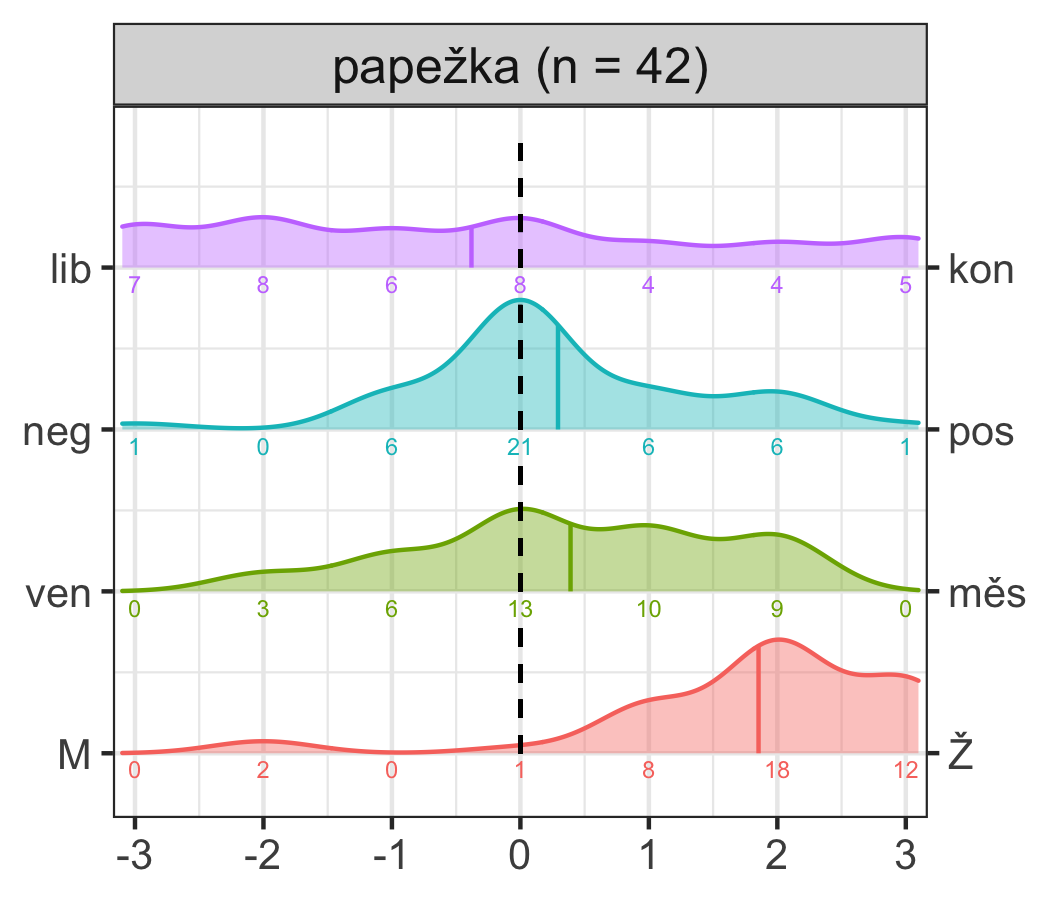 papežka (n = 42)
lib kon
7 8 6 8 4 4 5
neg pos
1 0 6 21 6 6 1
ven měs
0 3 6 13 10 9 0
M Ž
0 2 0 1 8 18 12
-3 -2 -1 0 1 2 3